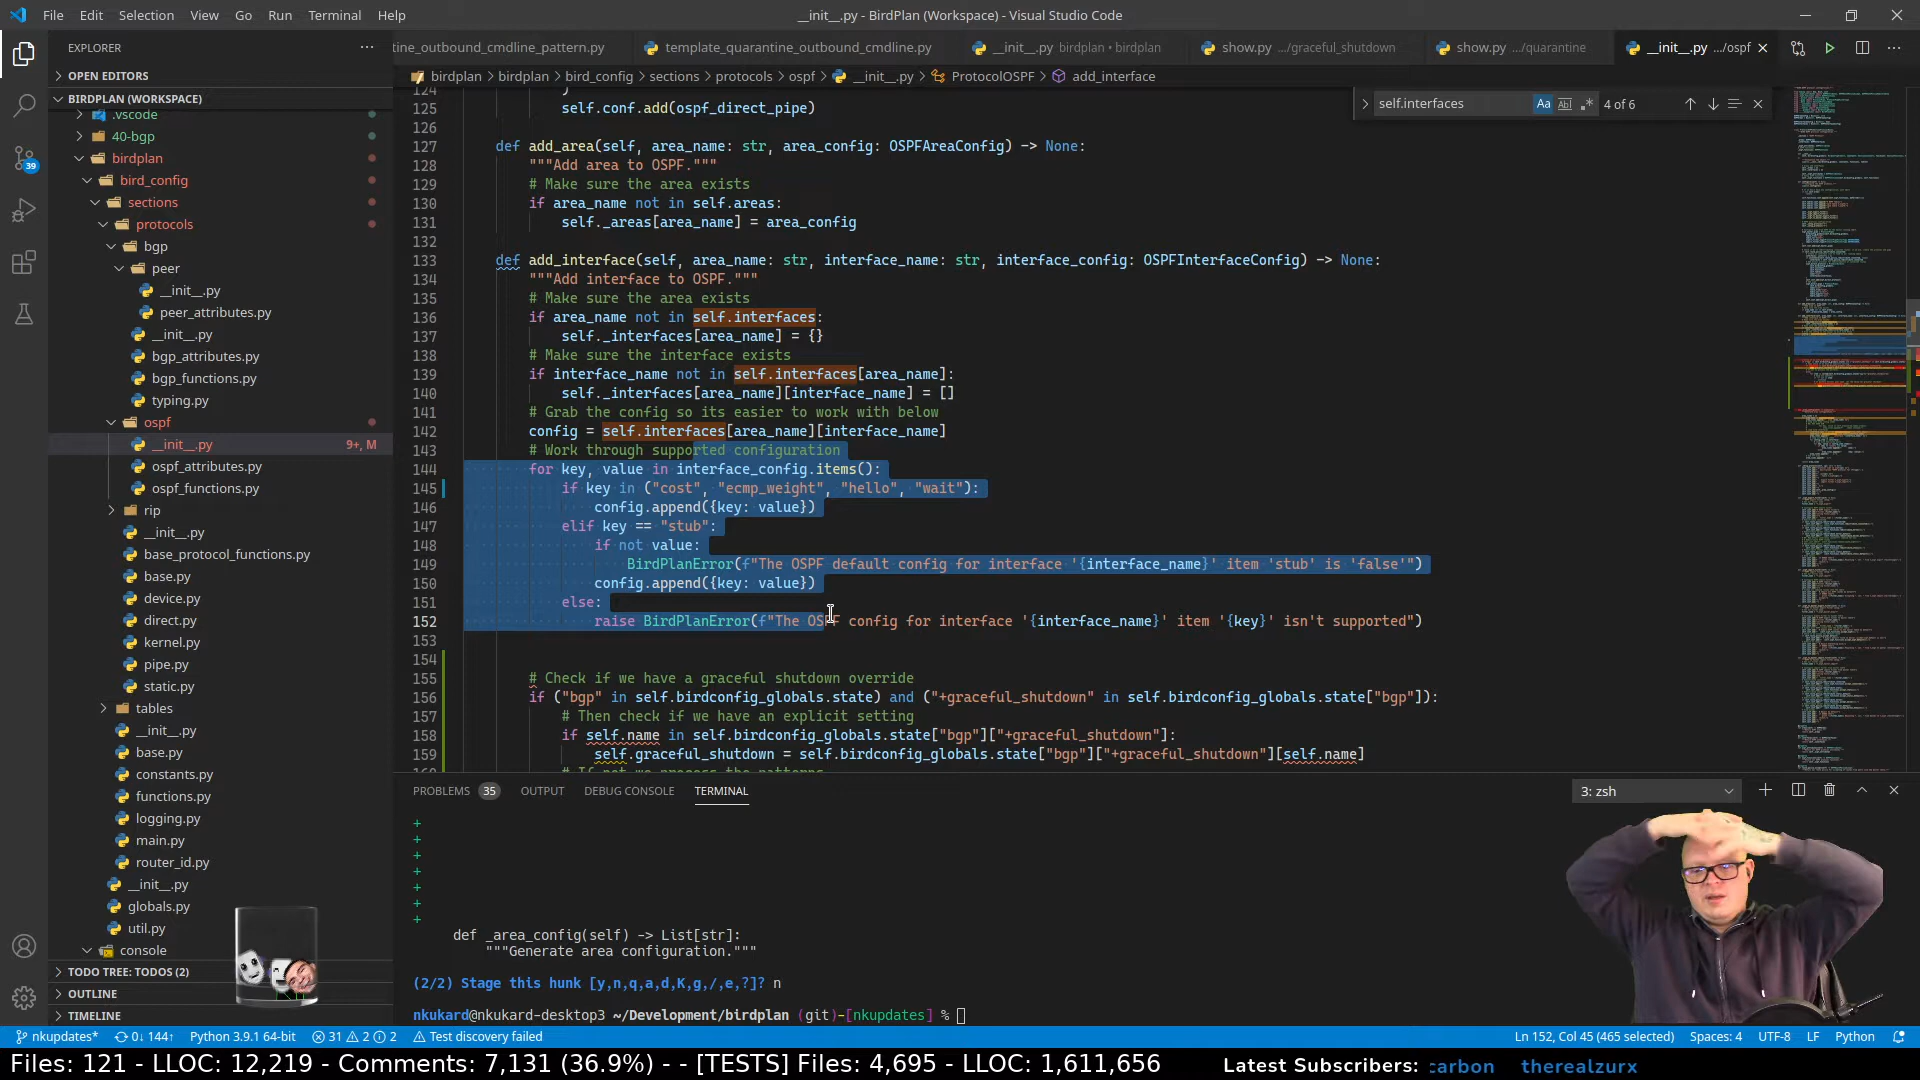 File Edit Selection View Go Run Terminal Help
__init__.py - BirdPlan (Workspace) - Visual Studio Code
EXPLORER
OPEN EDITORS
BIRDPLAN (WORKSPACE)
.vscode
40-bgp
birdplan
bird_config
sections
protocols
bgp
peer
__init__.py
peer_attributes.py
__init__.py
bgp_attributes.py
bgp_functions.py
typing.py
ospf
__init__.py 9+, M
ospf_attributes.py
ospf_functions.py
rip
__init__.py
base_protocol_functions.py
base.py
device.py
direct.py
kernel.py
pipe.py
static.py
tables
__init__.py
base.py
constants.py
functions.py
logging.py
main.py
router_id.py
__init__.py
globals.py
util.py
console
TODO TREE: TODOS (2)
OUTLINE
TIMELINE
39
tine_outbound_cmdline_pattern.py template_quarantine_outbound_cmdline.py __init__.py birdplan • birdplan show.py .../graceful_shutdown show.py .../quarantine __init__.py .../ospf
birdplan > birdplan > bird_config > sections > protocols > ospf > __init__.py > ProtocolOSPF > add_interface
self.interfaces Aa Abl .* 4 of 6
124 )
125 self.conf.add(ospf_direct_pipe)
126
127 def add_area(self, area_name: str, area_config: OSPFAreaConfig) -> None:
128 """Add area to OSPF."""
129 # Make sure the area exists
130 if area_name not in self.areas:
131 self._areas[area_name] = area_config
132
133 def add_interface(self, area_name: str, interface_name: str, interface_config: OSPFInterfaceConfig) -> None:
134 """Add interface to OSPF."""
135 # Make sure the area exists
136 if area_name not in self.interfaces:
137 self._interfaces[area_name] = {}
138 # Make sure the interface exists
139 if interface_name not in self.interfaces[area_name]:
140 self._interfaces[area_name][interface_name] = []
141 # Grab the config so its easier to work with below
142 config = self.interfaces[area_name][interface_name]
143 # Work through supported configuration
144 for key, value in interface_config.items():
145 if key in ("cost", "ecmp_weight", "hello", "wait"):
146 config.append({key: value})
147 elif key == "stub":
148 if not value:
149 BirdPlanError(f"The OSPF default config for interface '{interface_name}' item 'stub' is 'false'")
150 config.append({key: value})
151 else:
152 raise BirdPlanError(f"The OSPF config for interface '{interface_name}' item '{key}' isn't supported")
153
154
155 # Check if we have a graceful shutdown override
156 if ("bgp" in self.birdconfig_globals.state) and ("+graceful_shutdown" in self.birdconfig_globals.state["bgp"]):
157 # Then check if we have an explicit setting
158 if self.name in self.birdconfig_globals.state["bgp"]["+graceful_shutdown"]:
159 self.graceful_shutdown = self.birdconfig_globals.state["bgp"]["+graceful_shutdown"][self.name]
160 # If not we process the patterns
PROBLEMS 35 OUTPUT DEBUG CONSOLE TERMINAL 3: zsh
+
+
+
+
+
+
+
def _area_config(self) -> List[str]:
"""Generate area configuration."""
(2/2) Stage this hunk [y,n,q,a,d,K,g,/,e,?]? n
nkukard@nkukard-desktop3 ~/Development/birdplan (git)-[nkupdates] %
nkupdates* 0↓ 144↑ Python 3.9.1 64-bit 31 2 2 Test discovery failed Ln 152, Col 45 (465 selected) Spaces: 4 UTF-8 LF Python
Files: 121 - LLOC: 12,219 - Comments: 7,131 (36.9%) - - [TESTS] Files: 4,695 - LLOC: 1,611,656 Latest Subscribers: carbon therealzurx